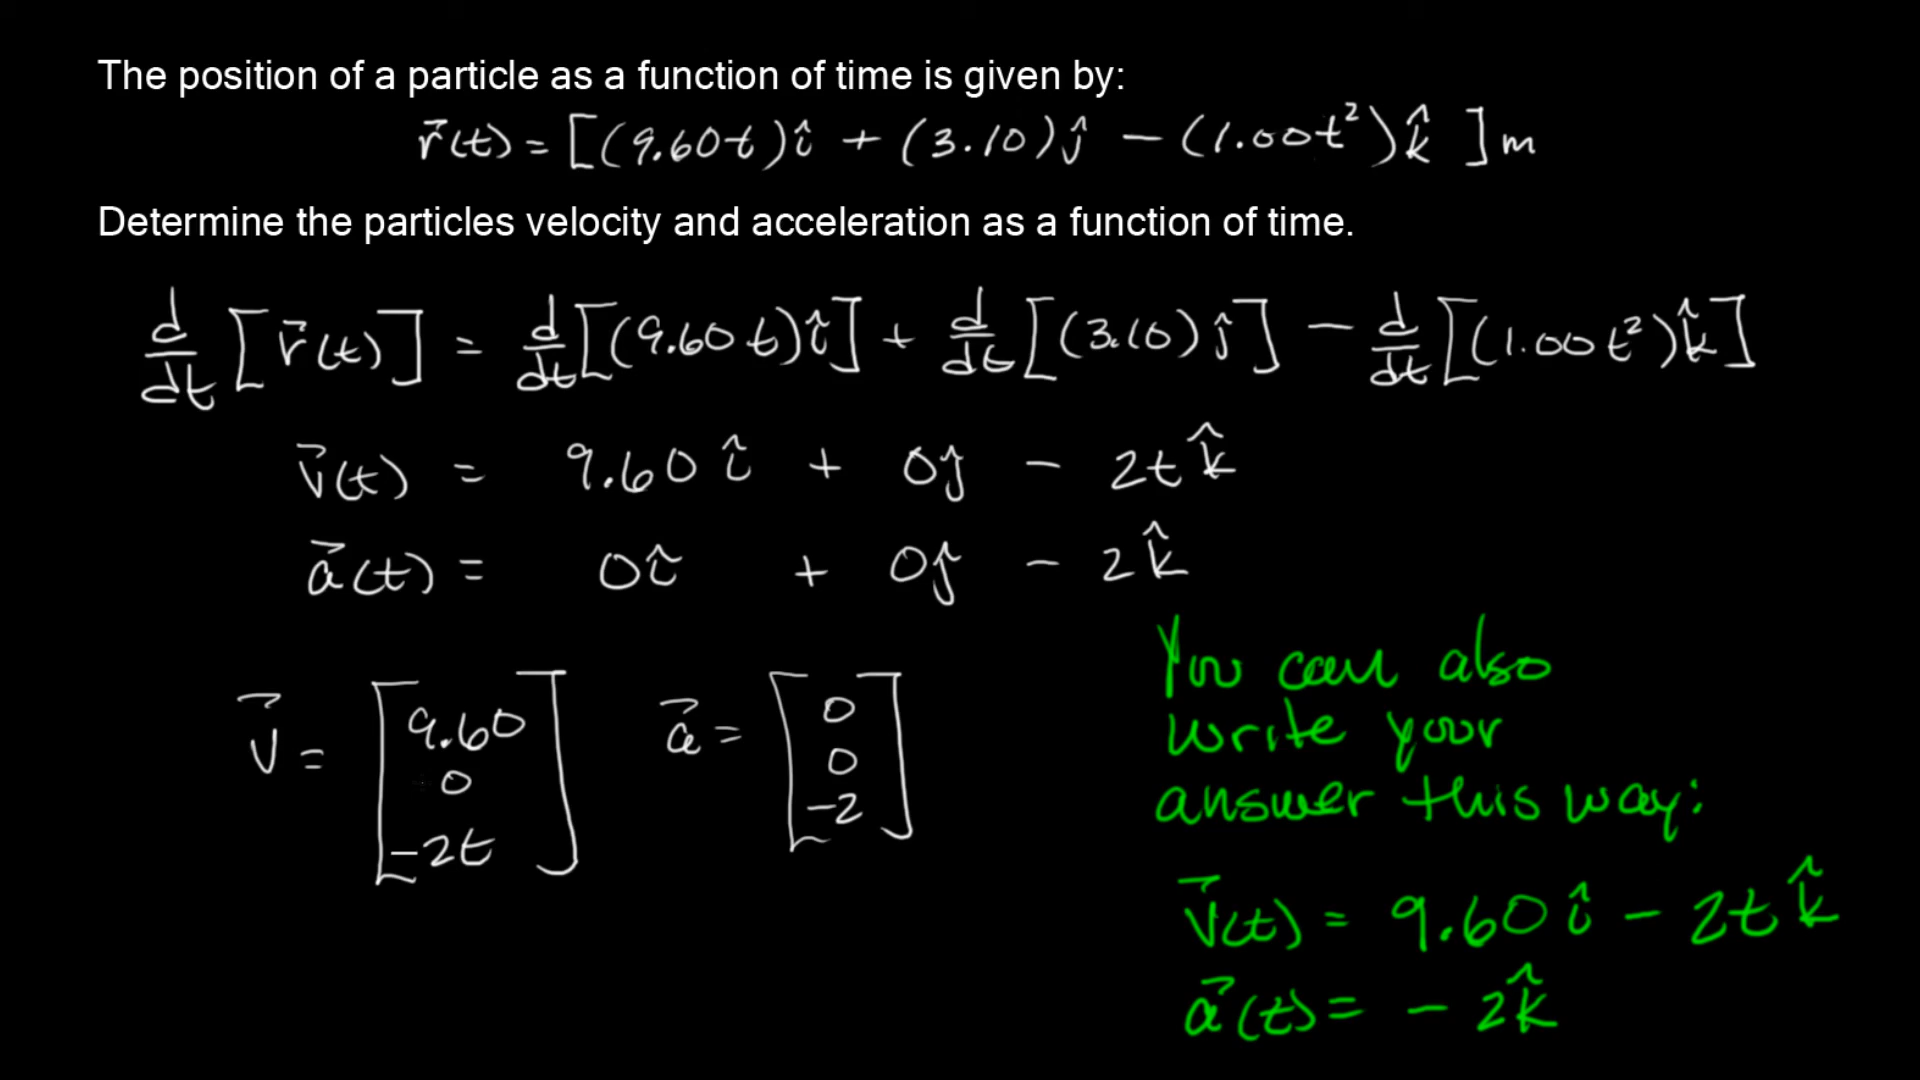 The position of a particle as a function of time is given by:
r⃗(t) = [(9.60t)î + (3.10)ĵ − (1.00t²)k̂ ] m
Determine the particles velocity and acceleration as a function of time.
d/dt [r⃗(t)] = d/dt[(9.60t)î] + d/dt[(3.10)ĵ] − d/dt[(1.00t²)k̂]
v⃗(t) = 9.60 î + 0ĵ − 2t k̂
a⃗(t) = 0î + 0ĵ − 2 k̂
v⃗ = [9.60
0
−2t]
a⃗ = [0
0
−2]
You can also
write your
answer this way:
v⃗(t) = 9.60 î − 2t k̂
a⃗(t) = − 2k̂